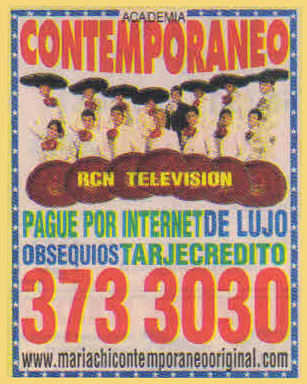 ACADEMIA
CONTEMPORANEO
RCN TELEVISION
PAGUE POR INTERNET DE LUJO
OBSEQUIOS TARJECREDITO
373 3030
www.mariachicontemporaneooriginal.com